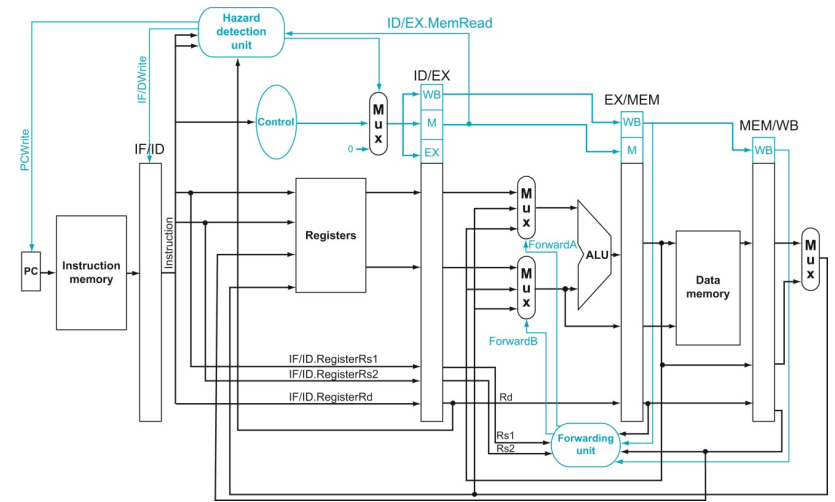 Hazard
detection
unit
ID/EX.MemRead
IF/DWrite
PCWrite
Control
0
M
u
x
ID/EX
WB
M
EX
EX/MEM
WB
M
MEM/WB
WB
IF/ID
PC
Instruction
memory
Instruction
Registers
M
u
x
ForwardA
M
u
x
ForwardB
ALU
Data
memory
M
u
x
IF/ID.RegisterRs1
IF/ID.RegisterRs2
IF/ID.RegisterRd
Rd
Rs1
Rs2
Forwarding
unit